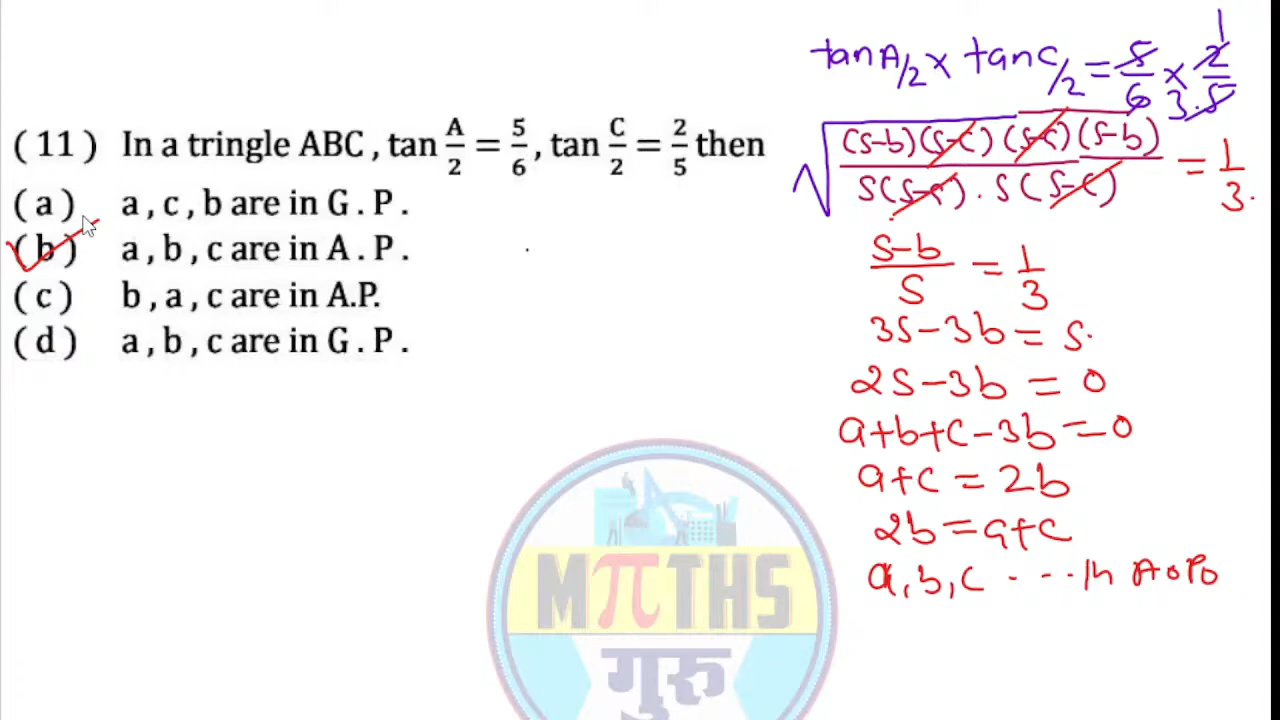 (11) In a tringle ABC, tan A/2 = 5/6, tan C/2 = 2/5 then
(a) a, c, b are in G.P.
(b) a, b, c are in A.P.
(c) b, a, c are in A.P.
(d) a, b, c are in G.P.
tan A/2 × tan C/2 = 5/6 × 2/5
1
3
√((s-b)(s-c)(s-c)(s-b) / s(s-c).s(s-c)) = 1/3.
s-b/s = 1/3
3s-3b = s.
2s-3b = 0
a+b+c-3b=0
a+c = 2b
2b = a+c
a, b, c ---- in A.P.
MπTHS
गुरु